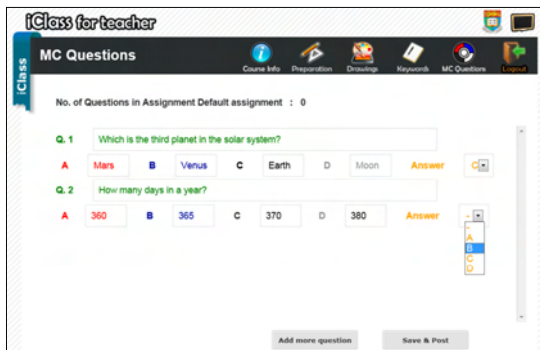 iClass for teacher
iClass
MC Questions
Course Info Preparation Drawings Keywords MC Questions Logout
No. of Questions in Assignment Default assignment : 0
Q. 1 Which is the third planet in the solar system?
A Mars B Venus C Earth D Moon Answer C
Q. 2 How many days in a year?
A 360 B 365 C 370 D 380 Answer -
-
A
B
C
D
Add more question Save & Post